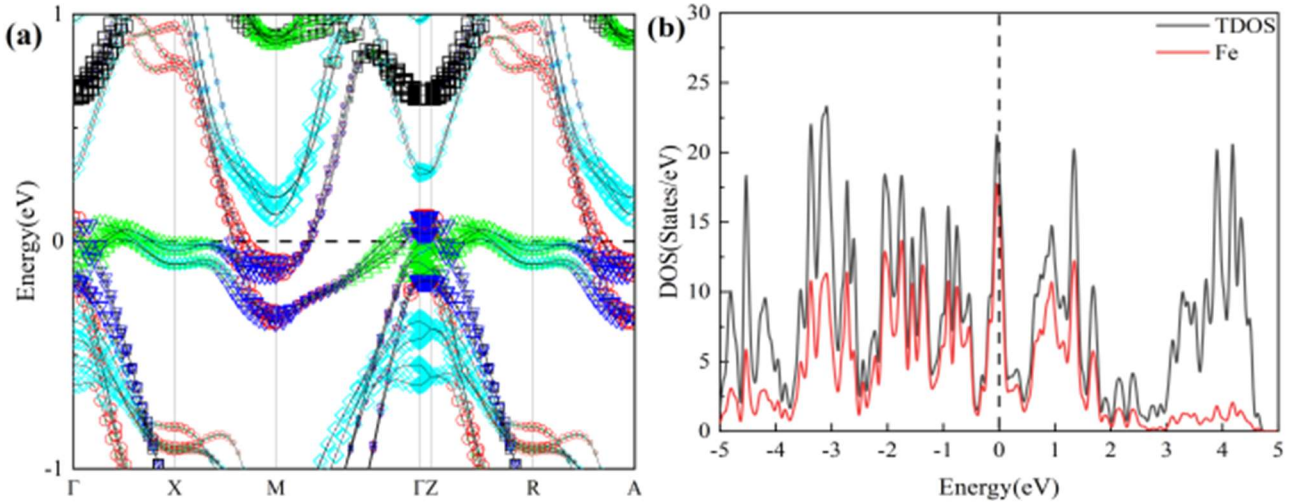 (a)
Energy(eV)
1
0
-1
Γ X M ΓZ R A
(b)
DOS(States/eV)
30
25
20
15
10
5
0
TDOS
Fe
-5 -4 -3 -2 -1 0 1 2 3 4 5
Energy(eV)